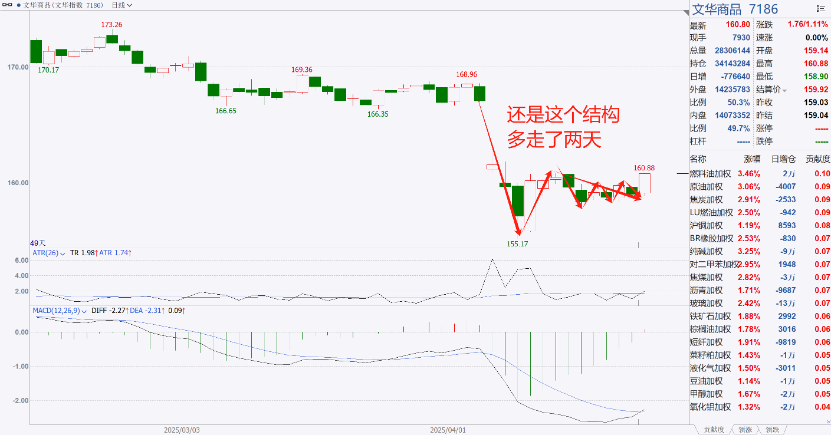 文华商品(文华指数 7186) 日线
173.26
170.00
170.17
166.65
169.36
166.35
168.96
还是这个结构
多走了两天
160.00
160.88
155.17
49天
ATR(26) TR 1.98↑ATR 1.74↑
6.00
4.00
2.00
MACD(12,26,9) DIFF -2.27↑DEA -2.31↑ 0.09↑
0.00
-1.00
-2.00
2025/03/03 2025/04/01
文华商品 7186
最新 160.80 涨跌 1.76/1.11%
现手 7930 速涨 0.00%
总量 28306144 开盘 159.14
持仓 34143284 最高 160.88
日增 -776640 最低 158.90
外盘 14235783 结算价 159.92
比例 50.3% 昨收 159.03
内盘 14073352 昨结 159.04
比例 49.7% 涨停 -----
杠杆 ----- 跌停 -----
名称 涨幅 日增仓 贡献度
燃料油加权 3.46% 2万 0.10
原油加权 3.06% -4007 0.09
焦炭加权 2.91% -2533 0.09
LU燃油加权 2.50% -942 0.09
沪铜加权 1.19% 8593 0.08
BR橡胶加权 2.53% -830 0.07
纯碱加权 3.25% -9万 0.07
对二甲苯加权 2.95% 1948 0.07
焦煤加权 2.82% -3万 0.07
沥青加权 1.71% -9687 0.07
玻璃加权 2.42% -13万 0.07
铁矿石加权 1.88% 2992 0.06
棕榈油加权 1.78% 3016 0.06
短纤加权 1.91% -9819 0.06
菜籽粕加权 1.43% -1万 0.05
液化气加权 1.50% -3011 0.05
豆油加权 1.14% -1万 0.05
甲醇加权 1.67% -2万 0.05
氧化铝加权 1.32% -2万 0.04
贡献度 领涨 领跌